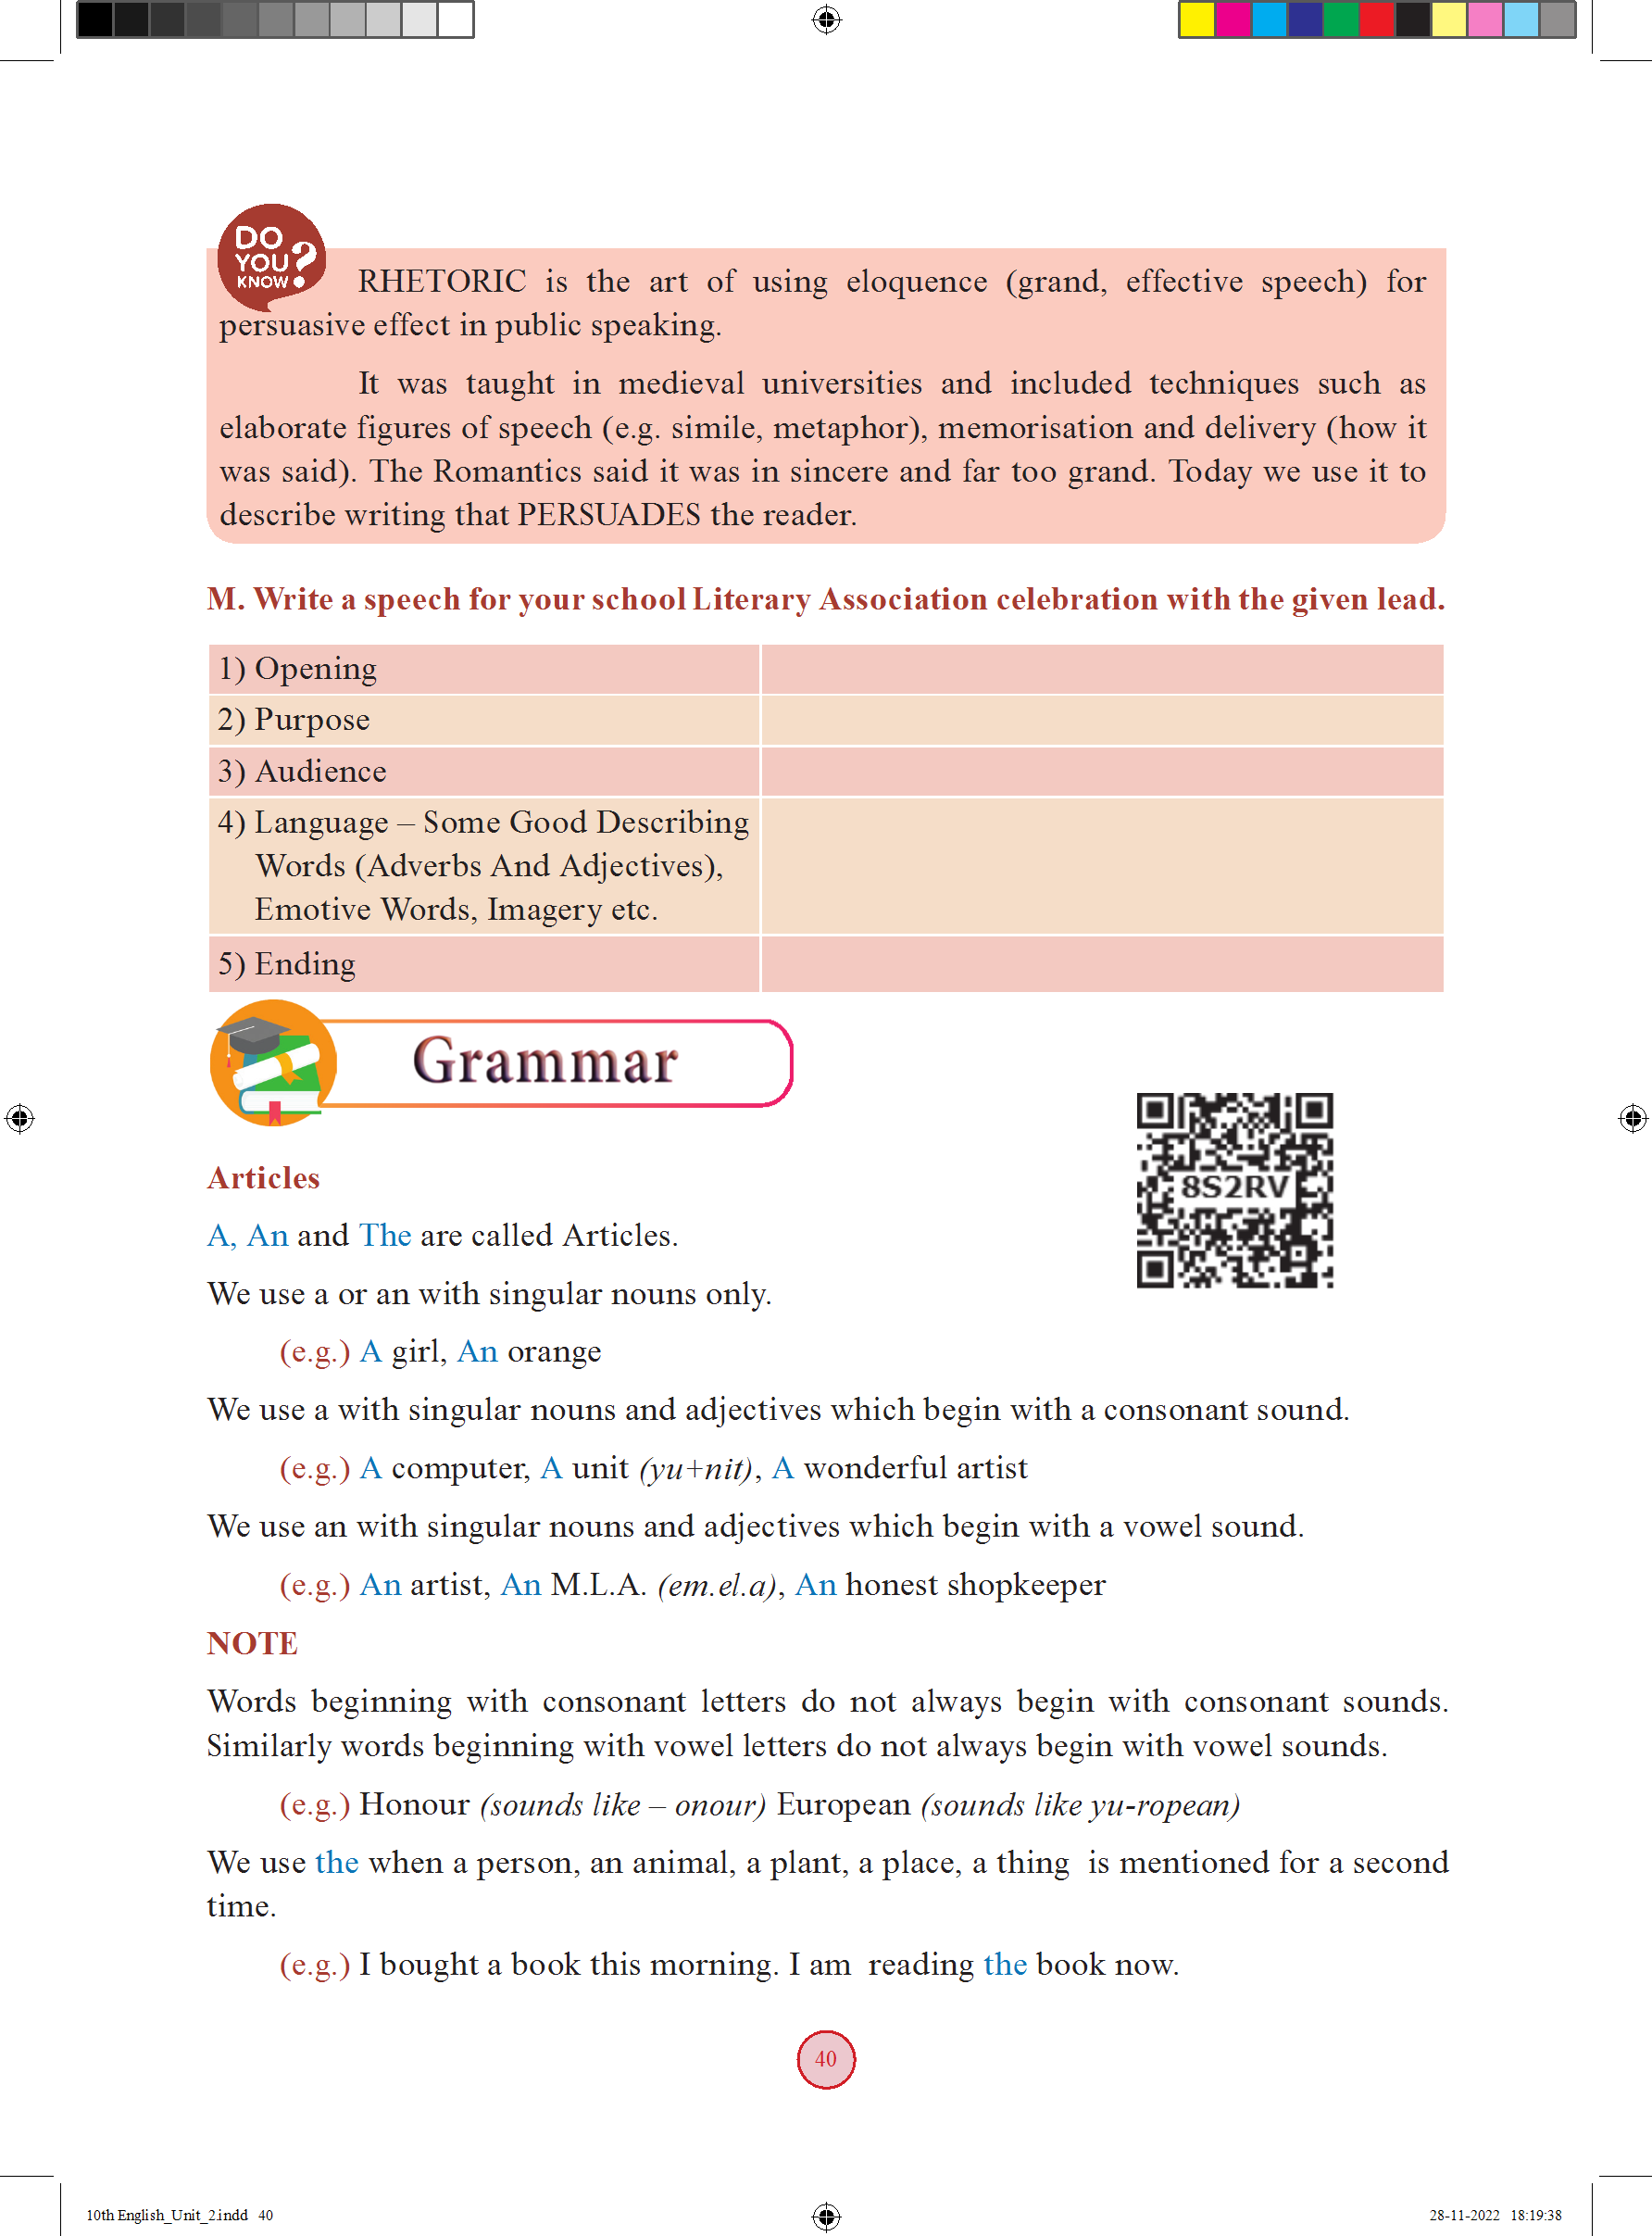 DO
YOU
KNOW
?
RHETORIC is the art of using eloquence (grand, effective speech) for
persuasive effect in public speaking.
It was taught in medieval universities and included techniques such as
elaborate figures of speech (e.g. simile, metaphor), memorisation and delivery (how it
was said). The Romantics said it was in sincere and far too grand. Today we use it to
describe writing that PERSUADES the reader.
M. Write a speech for your school Literary Association celebration with the given lead.
1) Opening
2) Purpose
3) Audience
4) Language – Some Good Describing
Words (Adverbs And Adjectives),
Emotive Words, Imagery etc.
5) Ending
Grammar
8S2RV
Articles
A, An and The are called Articles.
We use a or an with singular nouns only.
(e.g.) A girl, An orange
We use a with singular nouns and adjectives which begin with a consonant sound.
(e.g.) A computer, A unit (yu+nit), A wonderful artist
We use an with singular nouns and adjectives which begin with a vowel sound.
(e.g.) An artist, An M.L.A. (em.el.a), An honest shopkeeper
NOTE
Words beginning with consonant letters do not always begin with consonant sounds.
Similarly words beginning with vowel letters do not always begin with vowel sounds.
(e.g.) Honour (sounds like – onour) European (sounds like yu-ropean)
We use the when a person, an animal, a plant, a place, a thing is mentioned for a second
time.
(e.g.) I bought a book this morning. I am reading the book now.
40
10th English_Unit_2.indd 40
28-11-2022 18:19:38